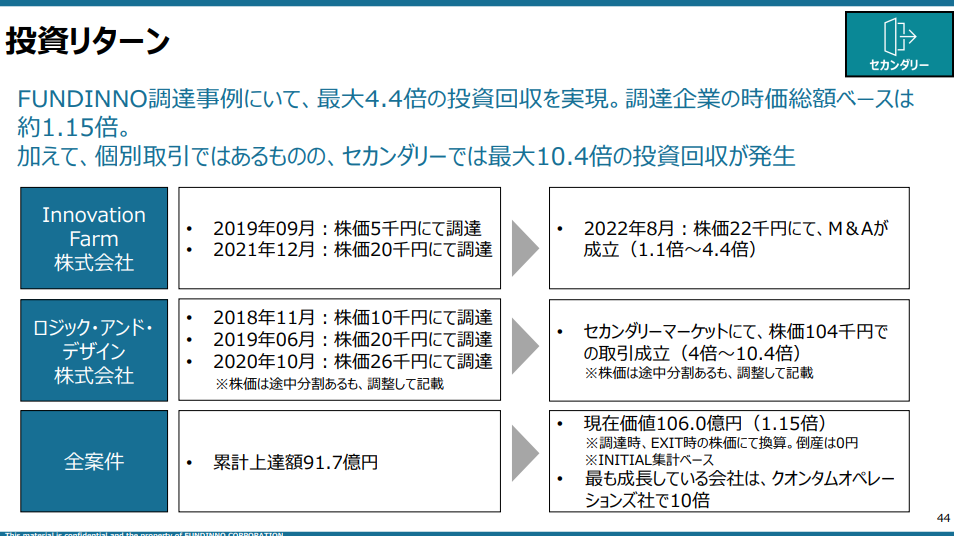 投資リターン
セカンダリー
FUNDINNO調達事例にいて、最大4.4倍の投資回収を実現。調達企業の時価総額ベースは
約1.15倍。
加えて、個別取引ではあるものの、セカンダリーでは最大10.4倍の投資回収が発生
Innovation
Farm
株式会社
• 2019年09月：株価5千円にて調達
• 2021年12月：株価20千円にて調達
• 2022年8月：株価22千円にて、M＆Aが
成立（1.1倍～4.4倍）
ロジック・アンド・
デザイン
株式会社
• 2018年11月：株価10千円にて調達
• 2019年06月：株価20千円にて調達
• 2020年10月：株価26千円にて調達
※株価は途中分割あるも、調整して記載
• セカンダリーマーケットにて、株価104千円で
の取引成立（4倍～10.4倍）
※株価は途中分割あるも、調整して記載
全案件
• 累計上達額91.7億円
• 現在価値106.0億円（1.15倍）
※調達時、EXIT時の株価にて換算。倒産は0円
※INITIAL集計ベース
• 最も成長している会社は、クオンタムオペレー
ションズ社で10倍
44
This material is confidential and the property of FUNDINNO CORPORATION